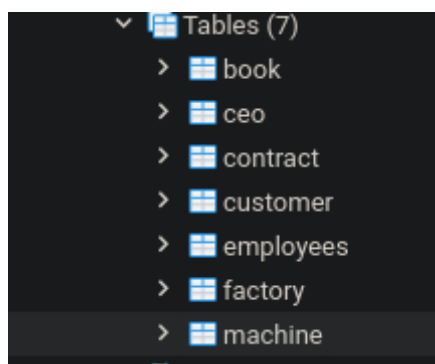 Tables (7)
book
ceo
contract
customer
employees
factory
machine